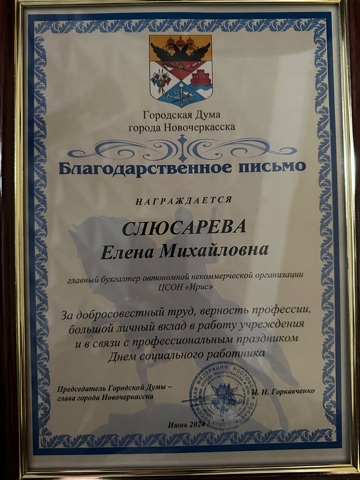 Городская Дума
города Новочеркасска
Благодарственное письмо
НАГРАЖДАЕТСЯ
СЛЮСАРЕВА
Елена Михайловна
главный бухгалтер автономной некоммерческой организации
ЦСОН «Ирис»
За добросовестный труд, верность профессии,
большой личный вклад в работу учреждения
и в связи с профессиональным праздником
Днем социального работника
Председатель Городской Думы –
глава города Новочеркасска
Н. Н. Горкавченко
Июнь 2024 г